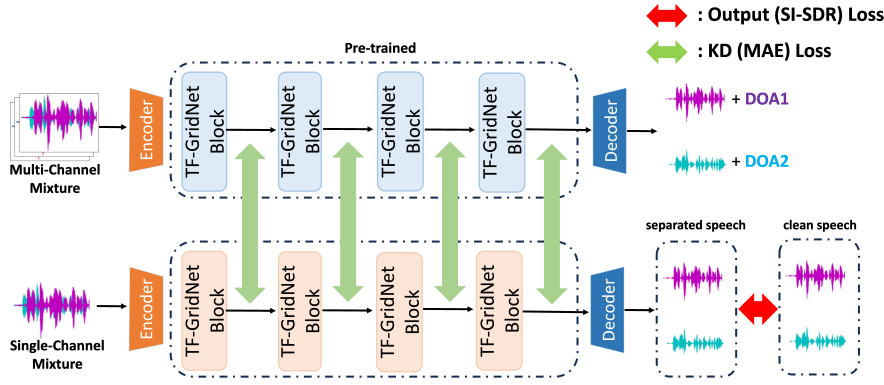 : Output (SI-SDR) Loss
: KD (MAE) Loss
Pre-trained
Multi-Channel
Mixture
Encoder
TF-GridNet
Block
TF-GridNet
Block
TF-GridNet
Block
TF-GridNet
Block
Decoder
+ DOA1
+ DOA2
Single-Channel
Mixture
Encoder
TF-GridNet
Block
TF-GridNet
Block
TF-GridNet
Block
TF-GridNet
Block
Decoder
separated speech
clean speech